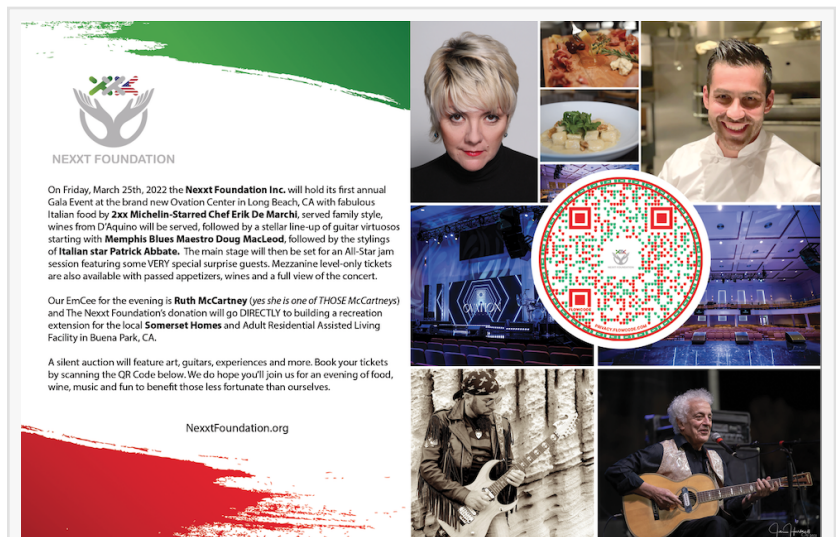 NEXXT FOUNDATION
On Friday, March 25th, 2022 the Nexxt Foundation Inc. will hold its first annual
Gala Event at the brand new Ovation Center in Long Beach, CA with fabulous
Italian food by 2xx Michelin-Starred Chef Erik De Marchi, served family style,
wines from D'Aquino will be served, followed by a stellar line-up of guitar virtuosos
starting with Memphis Blues Maestro Doug MacLeod, followed by the stylings
of Italian star Patrick Abbate. The main stage will then be set for an All-Star jam
session featuring some VERY special surprise guests. Mezzanine level-only tickets
are also available with passed appetizers, wines and a full view of the concert.
Our EmCee for the evening is Ruth McCartney (yes she is one of THOSE McCartneys)
and The Nexxt Foundation's donation will go DIRECTLY to building a recreation
extension for the local Somerset Homes and Adult Residential Assisted Living
Facility in Buena Park, CA.
A silent auction will feature art, guitars, experiences and more. Book your tickets
by scanning the QR Code below. We do hope you'll join us for an evening of food,
wine, music and fun to benefit those less fortunate than ourselves.
NexxtFoundation.org
OVATION
FLOWCODE
PRIVACY.FLOWCODE.COM